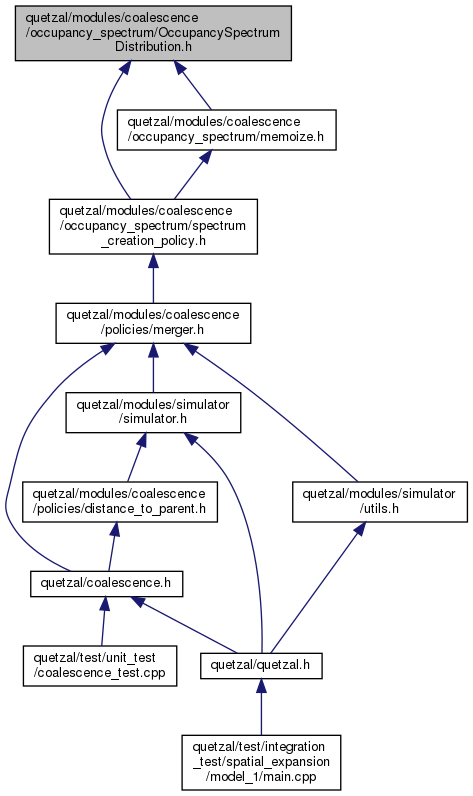 quetzal/modules/coalescence
/occupancy_spectrum/OccupancySpectrum
Distribution.h
quetzal/modules/coalescence
/occupancy_spectrum/memoize.h
quetzal/modules/coalescence
/occupancy_spectrum/spectrum
_creation_policy.h
quetzal/modules/coalescence
/policies/merger.h
quetzal/modules/simulator
/simulator.h
quetzal/modules/coalescence
/policies/distance_to_parent.h
quetzal/modules/simulator
/utils.h
quetzal/coalescence.h
quetzal/test/unit_test
/coalescence_test.cpp
quetzal/quetzal.h
quetzal/test/integration
_test/spatial_expansion
/model_1/main.cpp